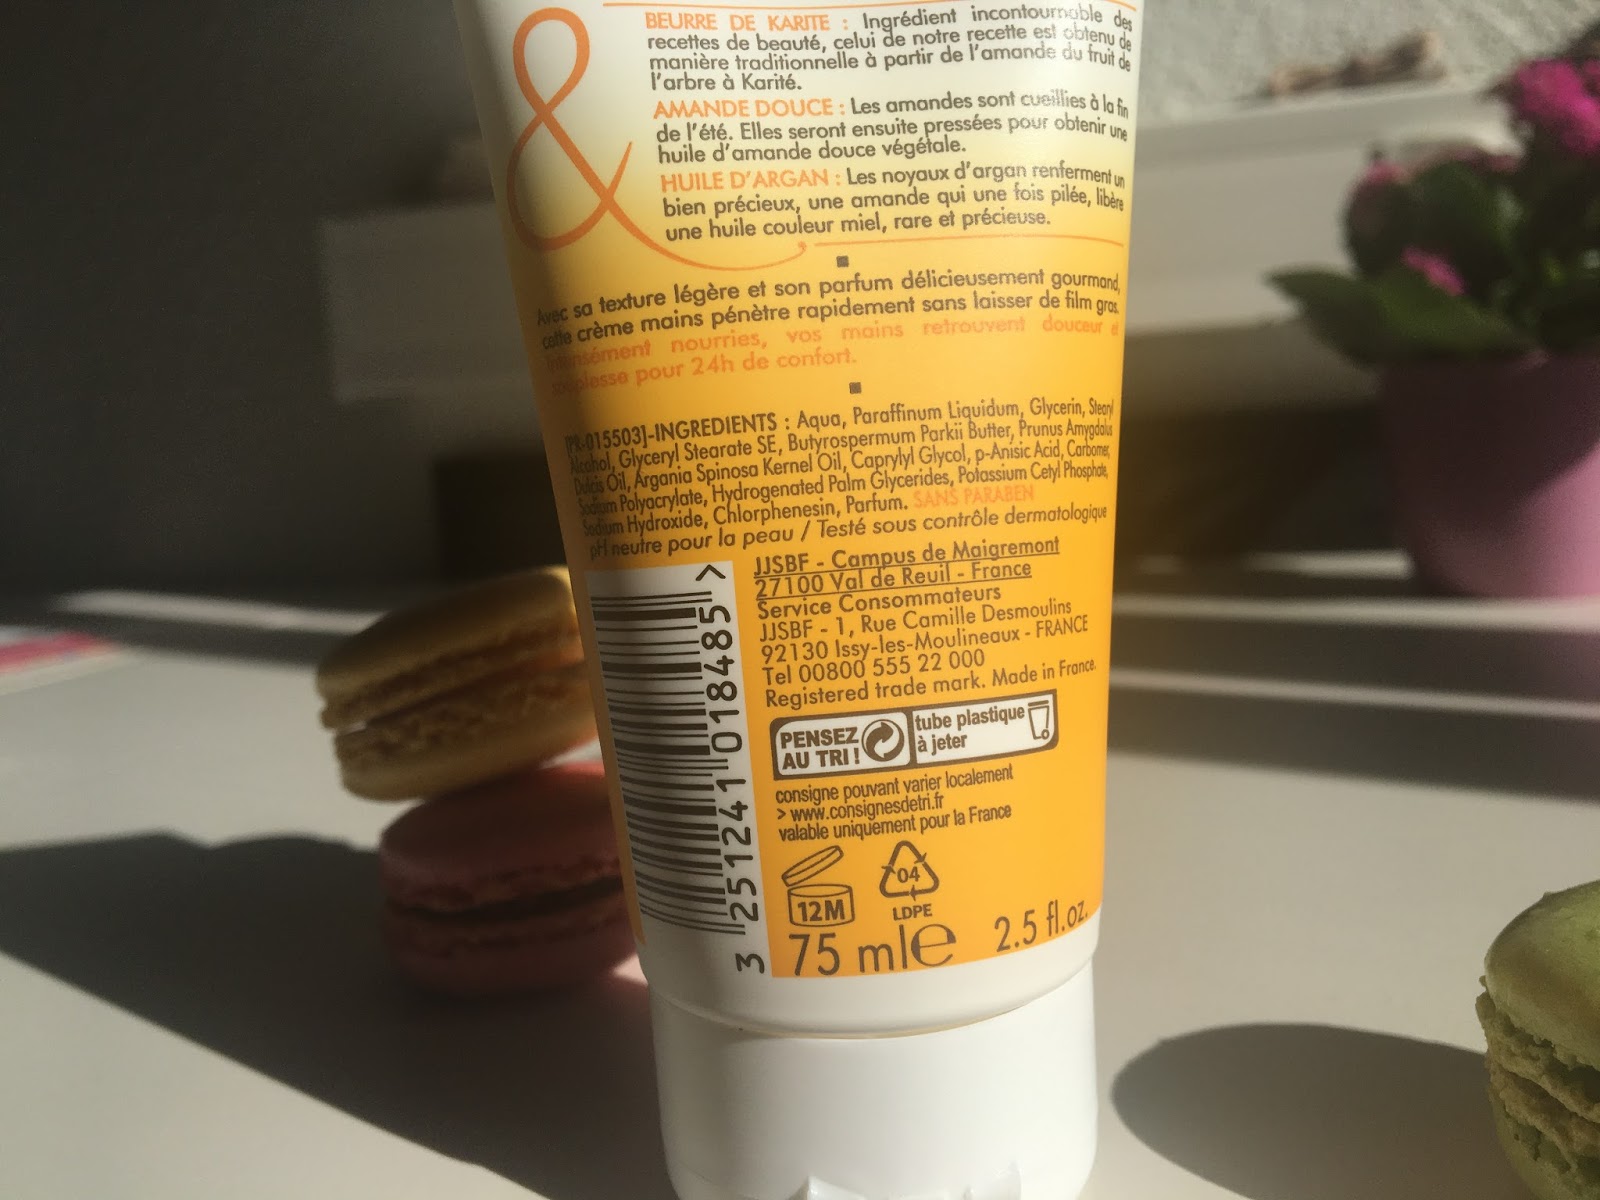 &
BEURRE DE KARITE : Ingrédient incontournable des
recettes de beauté, celui de notre recette est obtenu de
manière traditionnelle à partir de l'amande du fruit de
l'arbre à Karité.
AMANDE DOUCE : Les amandes sont cueillies à la fin
de l'été. Elles seront ensuite pressées pour obtenir une
huile d'amande douce végétale.
HUILE D'ARGAN : Les noyaux d'argan renferment un
bien précieux, une amande qui une fois pilée, libère
une huile couleur miel, rare et précieuse.
Avec sa texture légère et son parfum délicieusement gourmand,
cette crème mains pénètre rapidement sans laisser de film gras.
Intensément nourries, vos mains retrouvent douceur et
souplesse pour 24h de confort.
[PR-015503]-INGREDIENTS : Aqua, Paraffinum Liquidum, Glycerin, Stearyl
Alcohol, Glyceryl Stearate SE, Butyrospermum Parkii Butter, Prunus Amygdalus
Dulcis Oil, Argania Spinosa Kernel Oil, Caprylyl Glycol, p-Anisic Acid, Carbomer,
Sodium Polyacrylate, Hydrogenated Palm Glycerides, Potassium Cetyl Phosphate,
Sodium Hydroxide, Chlorphenesin, Parfum. SANS PARABEN
pH neutre pour la peau / Testé sous contrôle dermatologique
JJSBF - Campus de Maigremont
27100 Val de Reuil - France
Service Consommateurs
JJSBF - 1, Rue Camille Desmoulins
92130 Issy-les-Moulineaux - FRANCE
Tel 00800 555 22 000
Registered trade mark. Made in France.
PENSEZ
AU TRI !
tube plastique
à jeter
consigne pouvant varier localement
> www.consignesdetri.fr
valable uniquement pour la France
12M
04
LDPE
75 ml e 2.5 fl.oz.
3 251241 018485 >